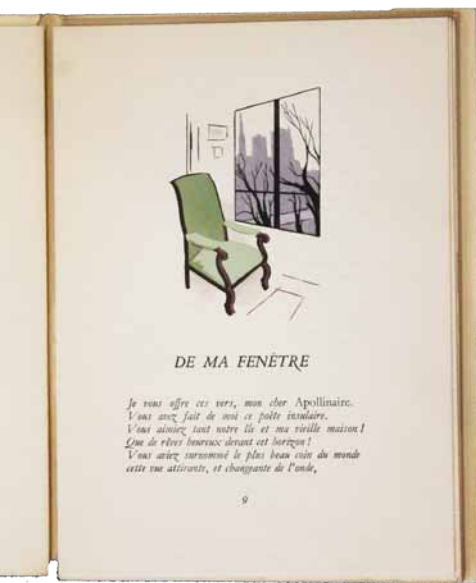 DE MA FENÊTRE
Je vous offre ces vers, mon cher Apollinaire.
Vous avez fait de moi ce poète insulaire.
Vous aimiez tant notre île et ma vieille maison !
Que de rêves heureux devant cet horizon !
Vous aviez surnommé le plus beau coin du monde
cette vue attirante, et changeante de l'onde,
9